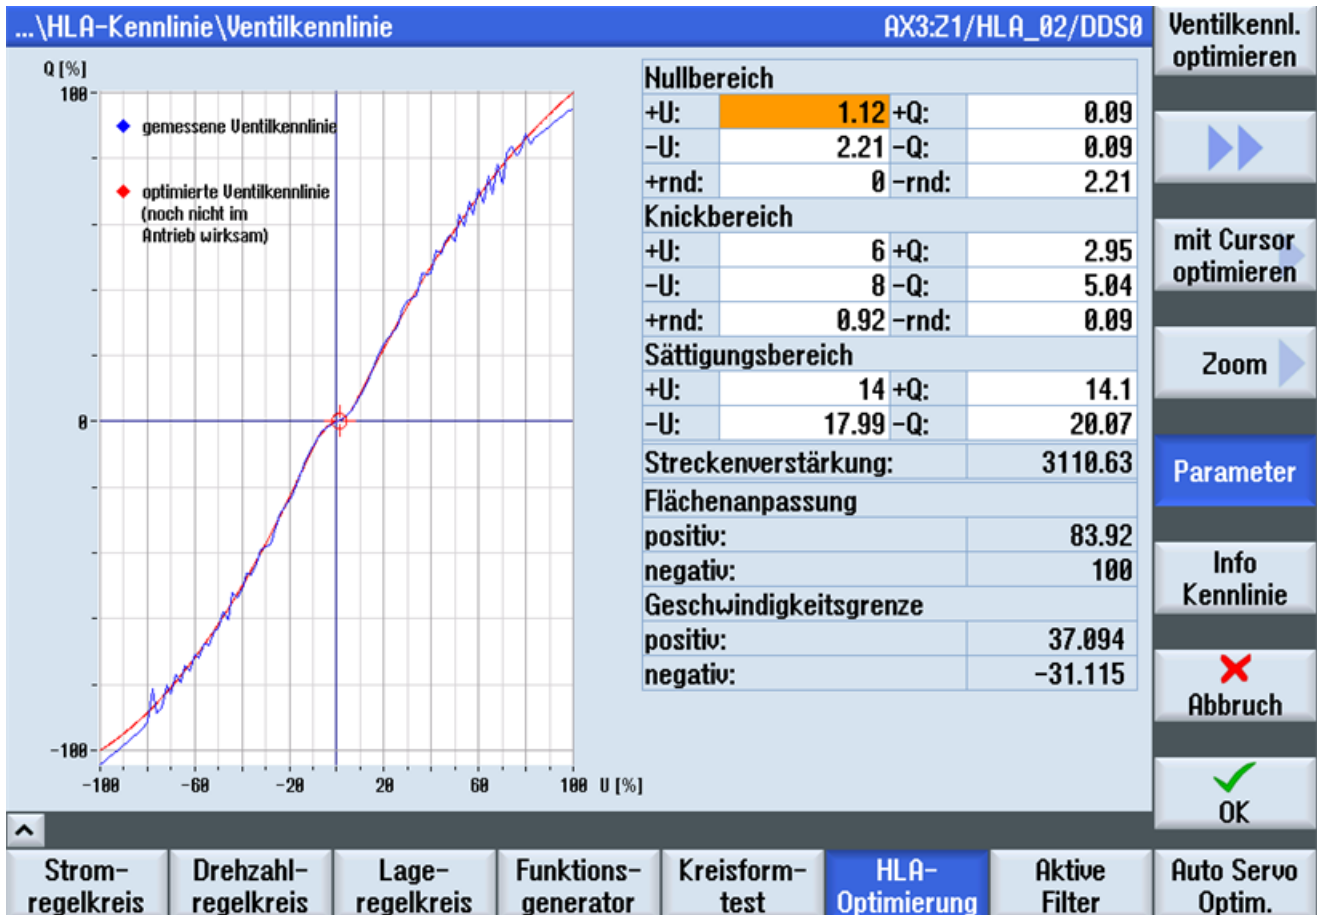 ...\HLA-Kennlinie\Ventilkennlinie AX3:Z1/HLA_02/DDS0
Q [%]
100
0
-100
-100 -60 -20 20 60 100 U [%]
gemessene Ventilkennlinie
optimierte Ventilkennlinie
(noch nicht im
Antrieb wirksam)
Nullbereich
+U: 1.12 +Q: 0.09
-U: 2.21 -Q: 0.09
+rnd: 0 -rnd: 2.21
Knickbereich
+U: 6 +Q: 2.95
-U: 8 -Q: 5.04
+rnd: 0.92 -rnd: 0.09
Sättigungsbereich
+U: 14 +Q: 14.1
-U: 17.99 -Q: 20.07
Streckenverstärkung: 3110.63
Flächenanpassung
positiv: 83.92
negativ: 100
Geschwindigkeitsgrenze
positiv: 37.094
negativ: -31.115
Ventilkennl.
optimieren
mit Cursor
optimieren
Zoom
Parameter
Info
Kennlinie
Abbruch
OK
Strom-
regelkreis
Drehzahl-
regelkreis
Lage-
regelkreis
Funktions-
generator
Kreisform-
test
HLA-
Optimierung
Aktive
Filter
Auto Servo
Optim.